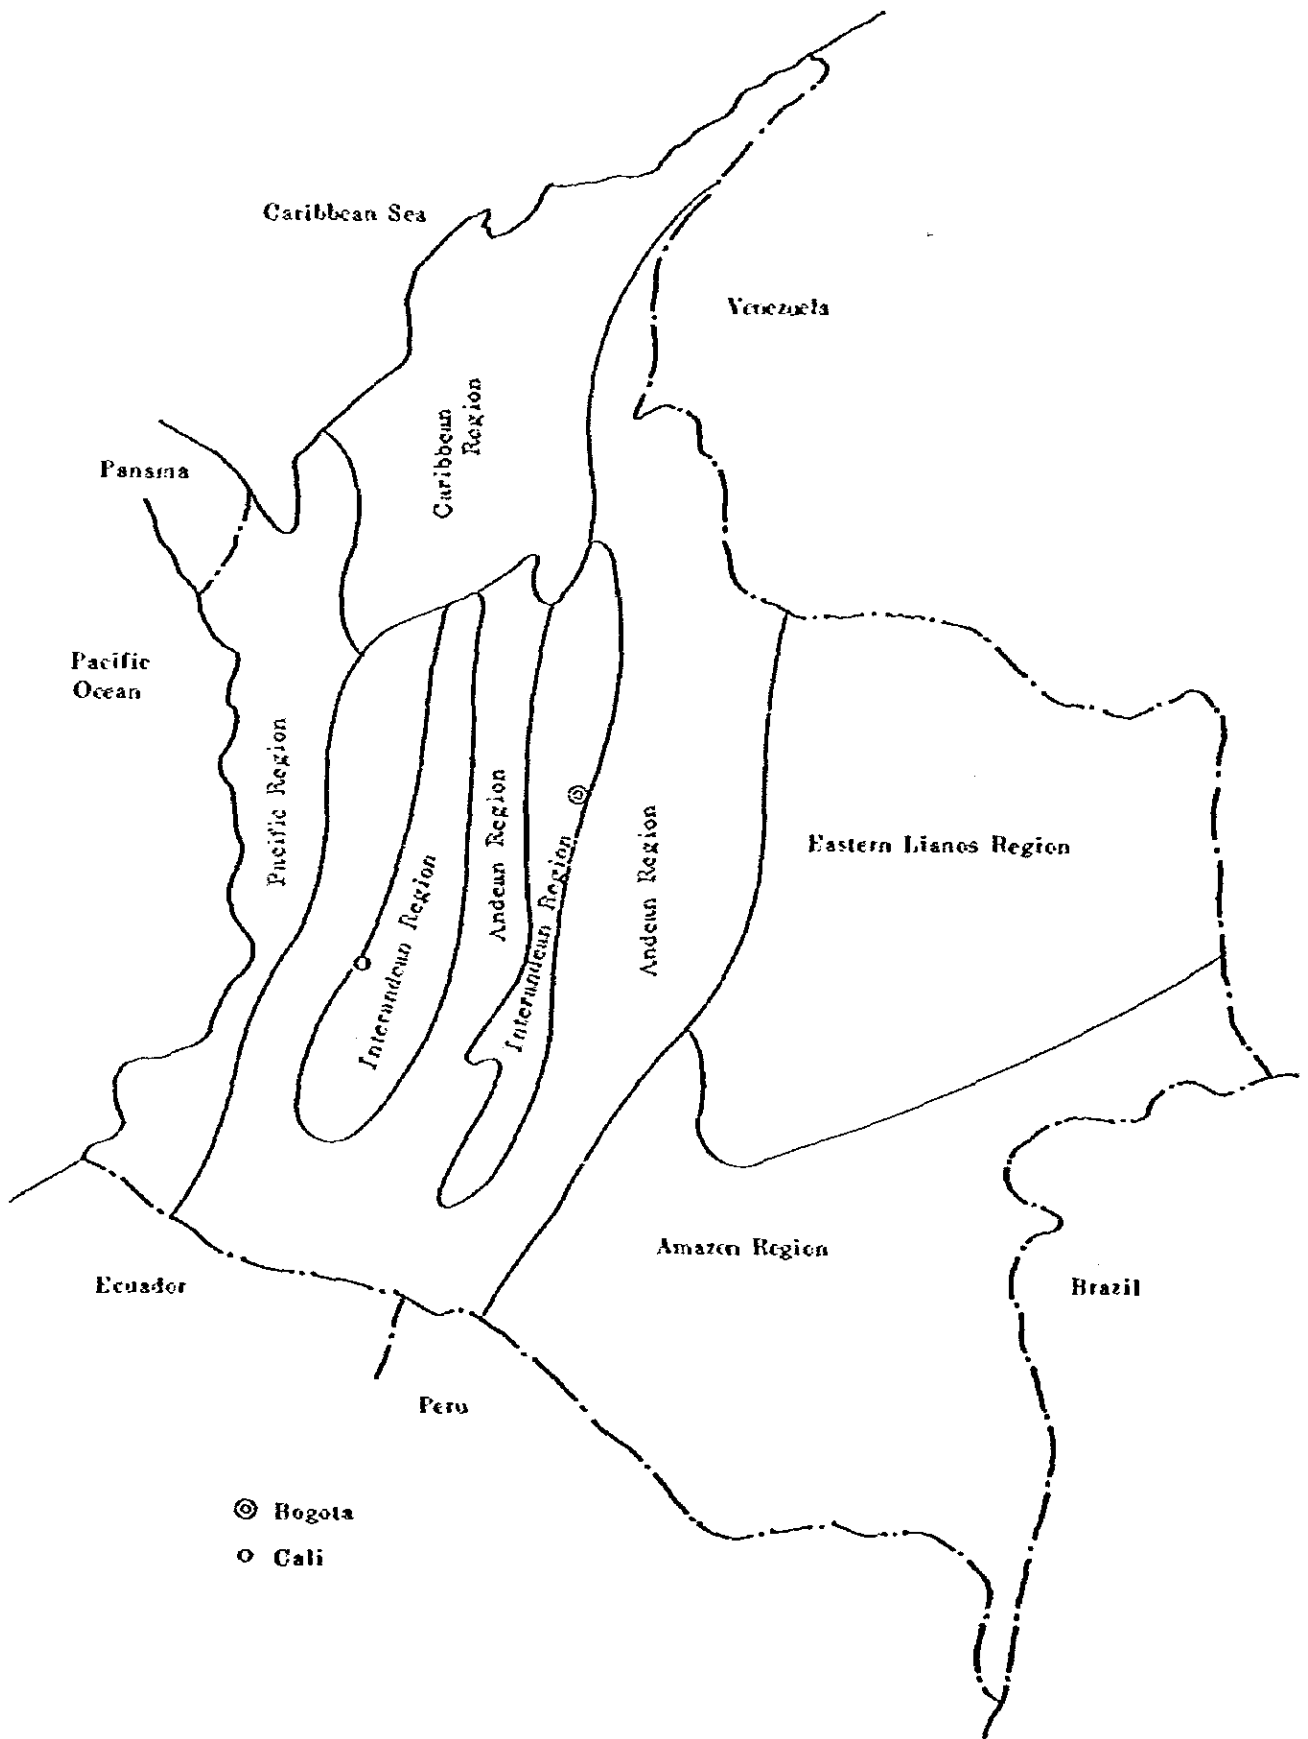 Caribbean Sea
Venezuela
Caribbean
Region
Panama
Pacific
Ocean
Pacific Region
Andean Region
Interandean Region
Andean Region
Eastern Llanos Region
Interandean Region
Amazon Region
Ecuador
Brazil
Peru
Bogota
Cali